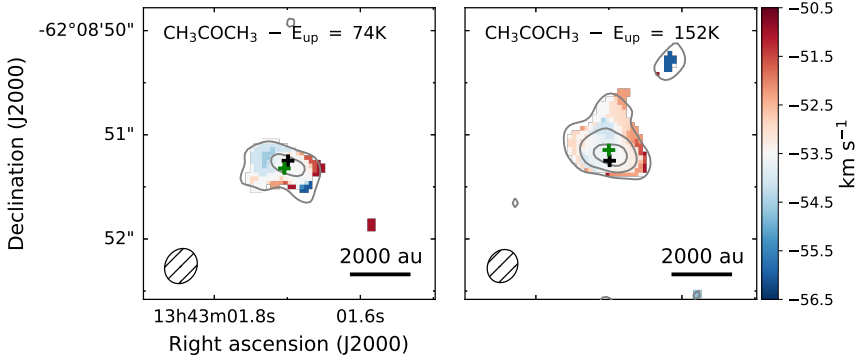 CH₃COCH₃ − Eᵤₚ = 74K
CH₃COCH₃ − Eᵤₚ = 152K
-62°08'50"
51"
52"
Declination (J2000)
2000 au
2000 au
13h43m01.8s
01.6s
Right ascension (J2000)
−50.5
−51.5
−52.5
−53.5
−54.5
−55.5
−56.5
km s⁻¹